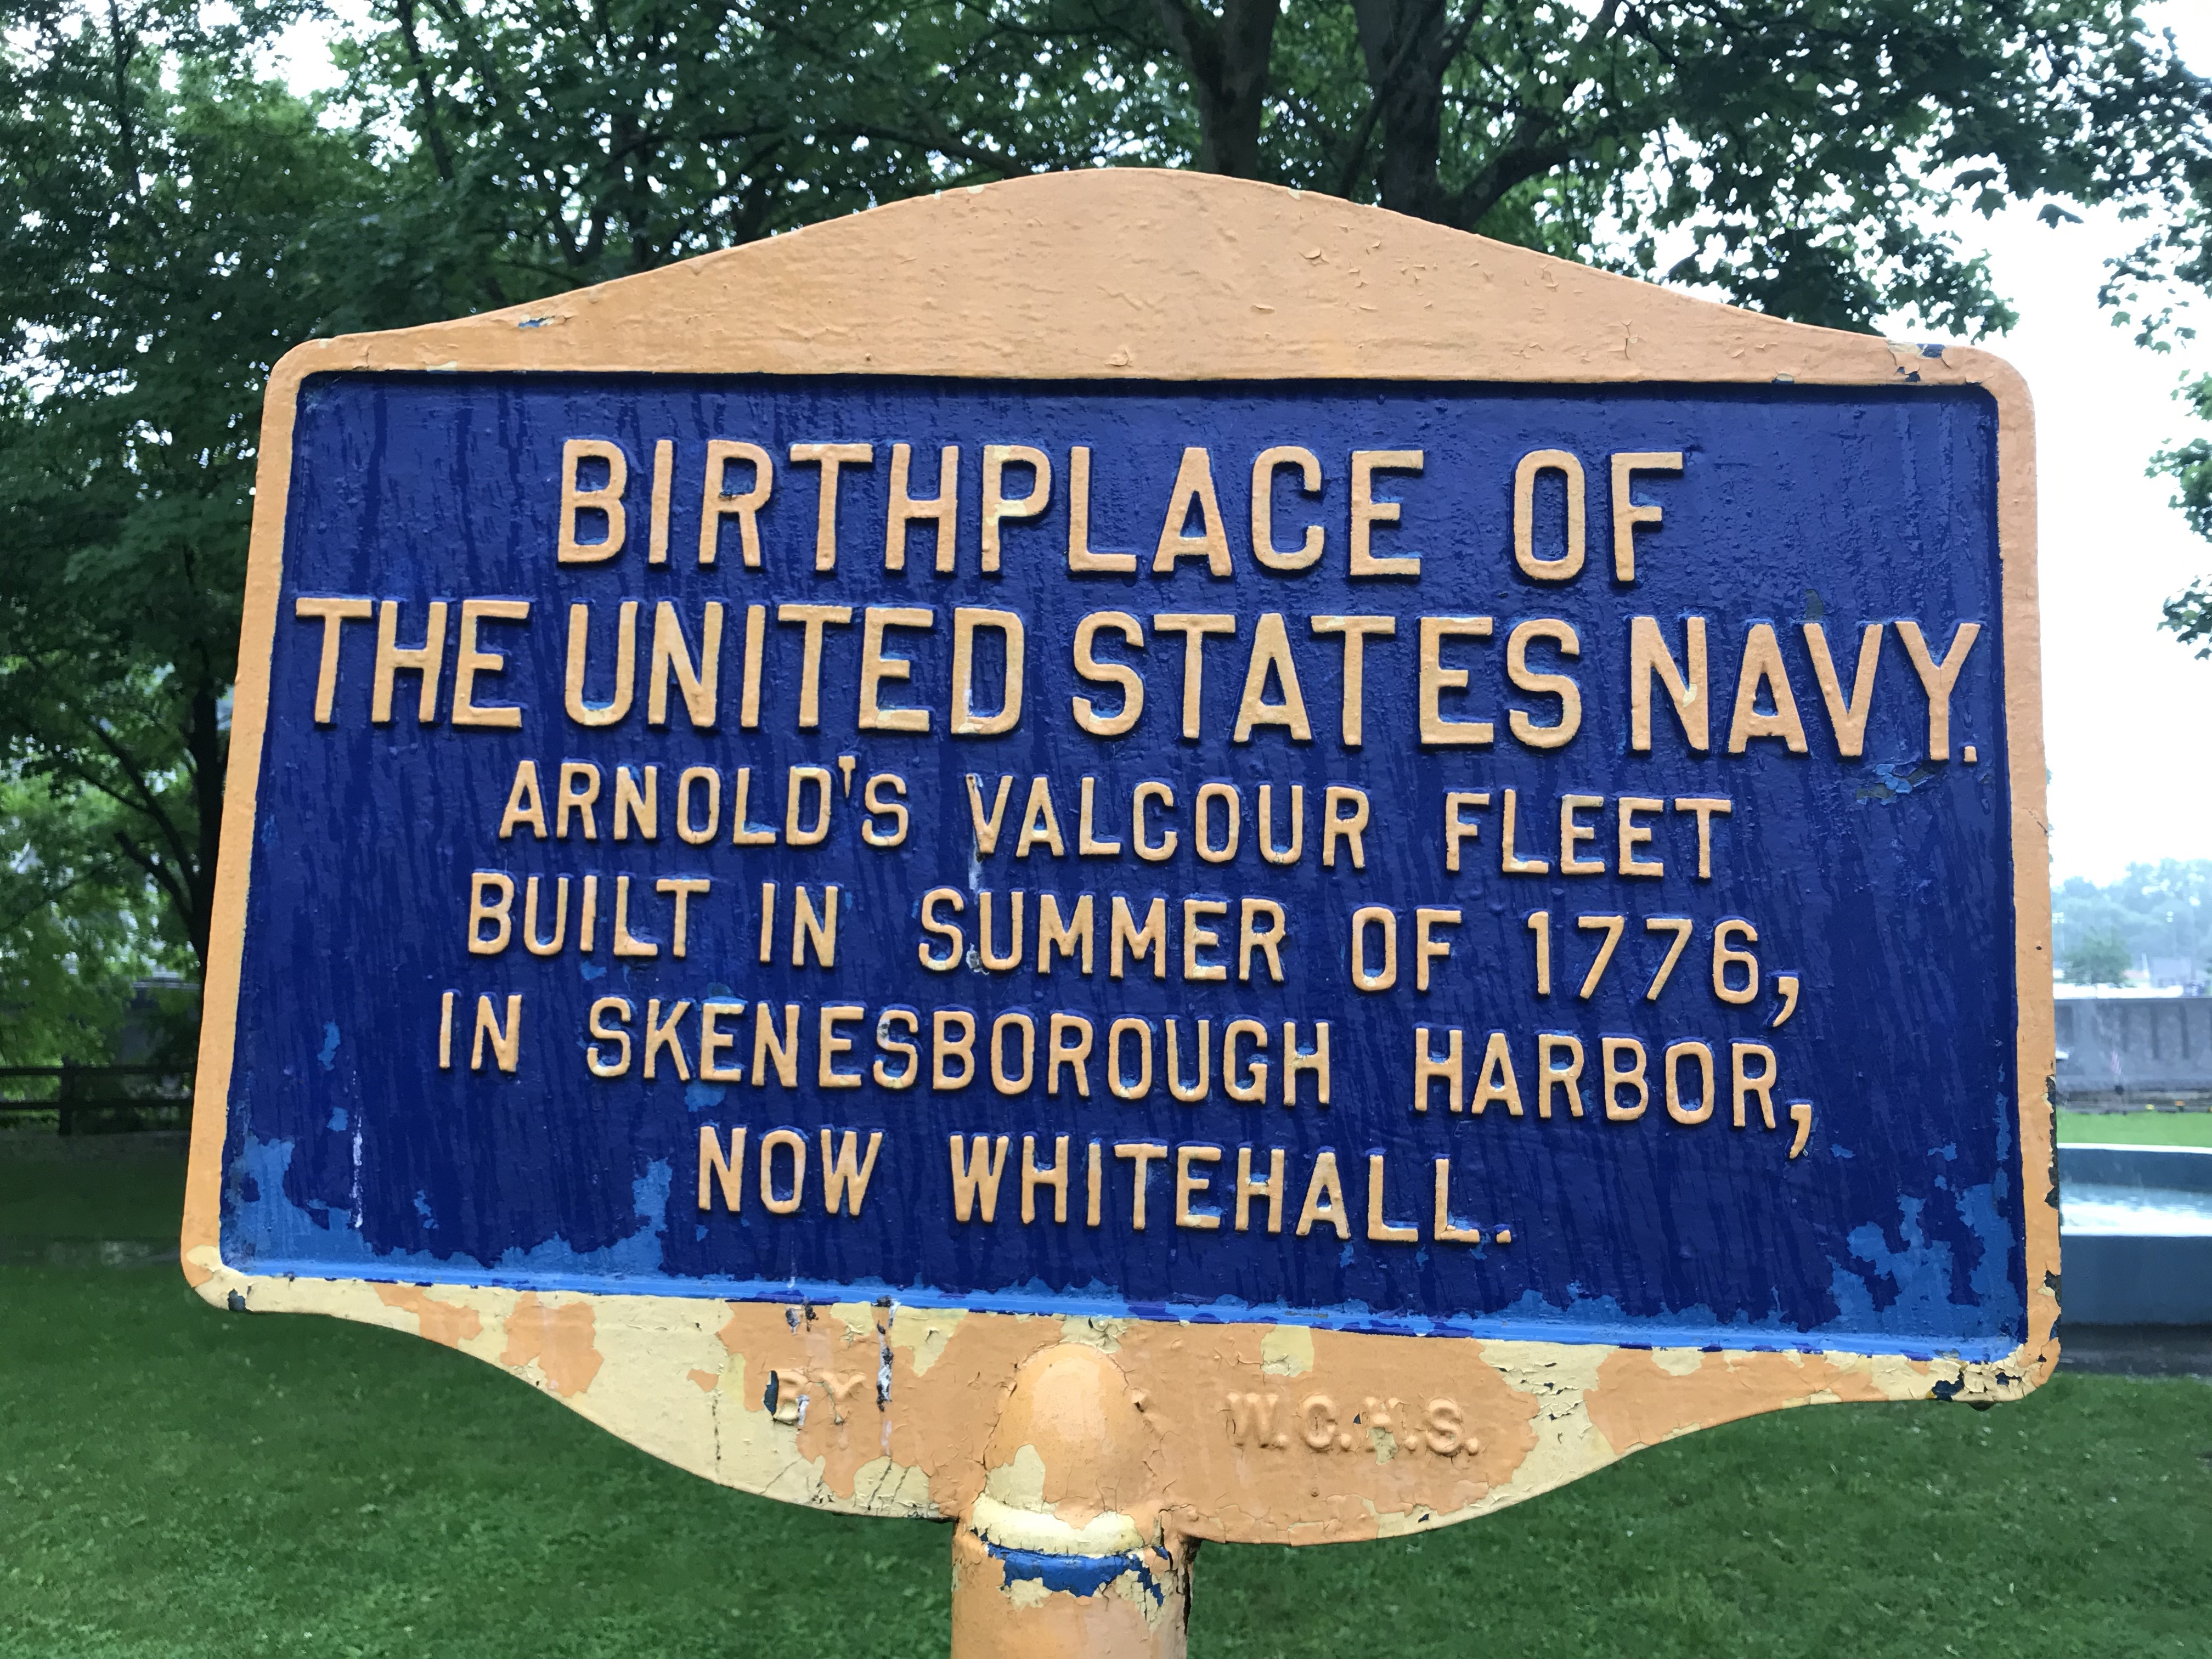 BIRTHPLACE OF
THE UNITED STATES NAVY.
ARNOLD'S VALCOUR FLEET
BUILT IN SUMMER OF 1776,
IN SKENESBOROUGH HARBOR,
NOW WHITEHALL.
BY W.C.H.S.